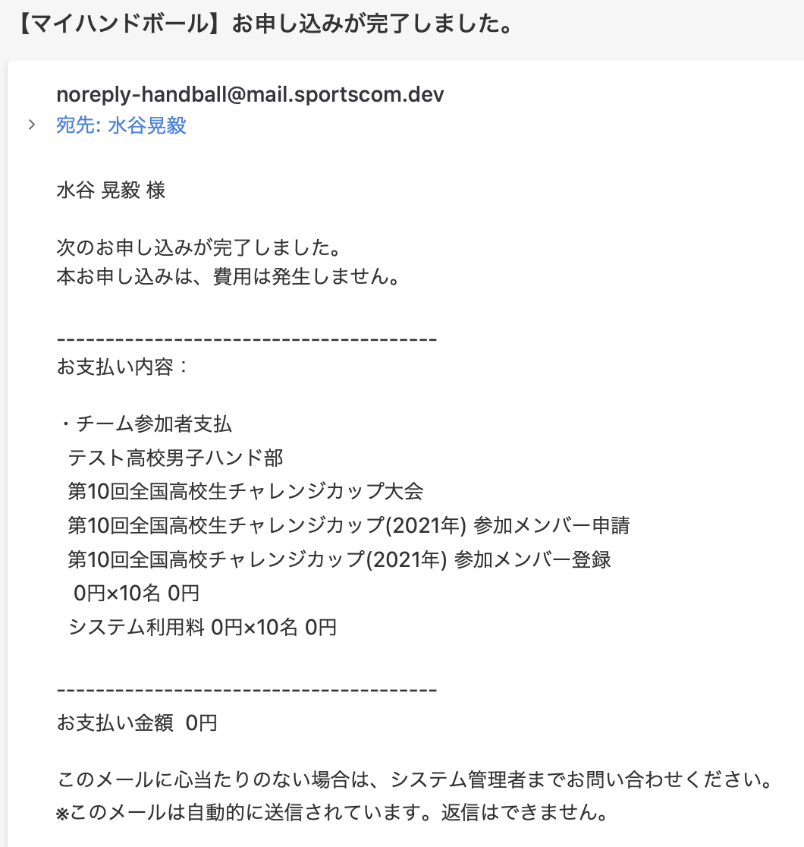 【マイハンドボール】お申し込みが完了しました。
noreply-handball@mail.sportscom.dev
> 宛先: 水谷晃毅
水谷 晃毅 様
次のお申し込みが完了しました。
本お申し込みは、費用は発生しません。
---------------------------------------
お支払い内容：
・チーム参加者支払
テスト高校男子ハンド部
第10回全国高校生チャレンジカップ大会
第10回全国高校生チャレンジカップ(2021年) 参加メンバー申請
第10回全国高校チャレンジカップ(2021年) 参加メンバー登録
0円×10名 0円
システム利用料 0円×10名 0円
---------------------------------------
お支払い金額 0円
このメールに心当たりのない場合は、システム管理者までお問い合わせください。
※このメールは自動的に送信されています。返信はできません。